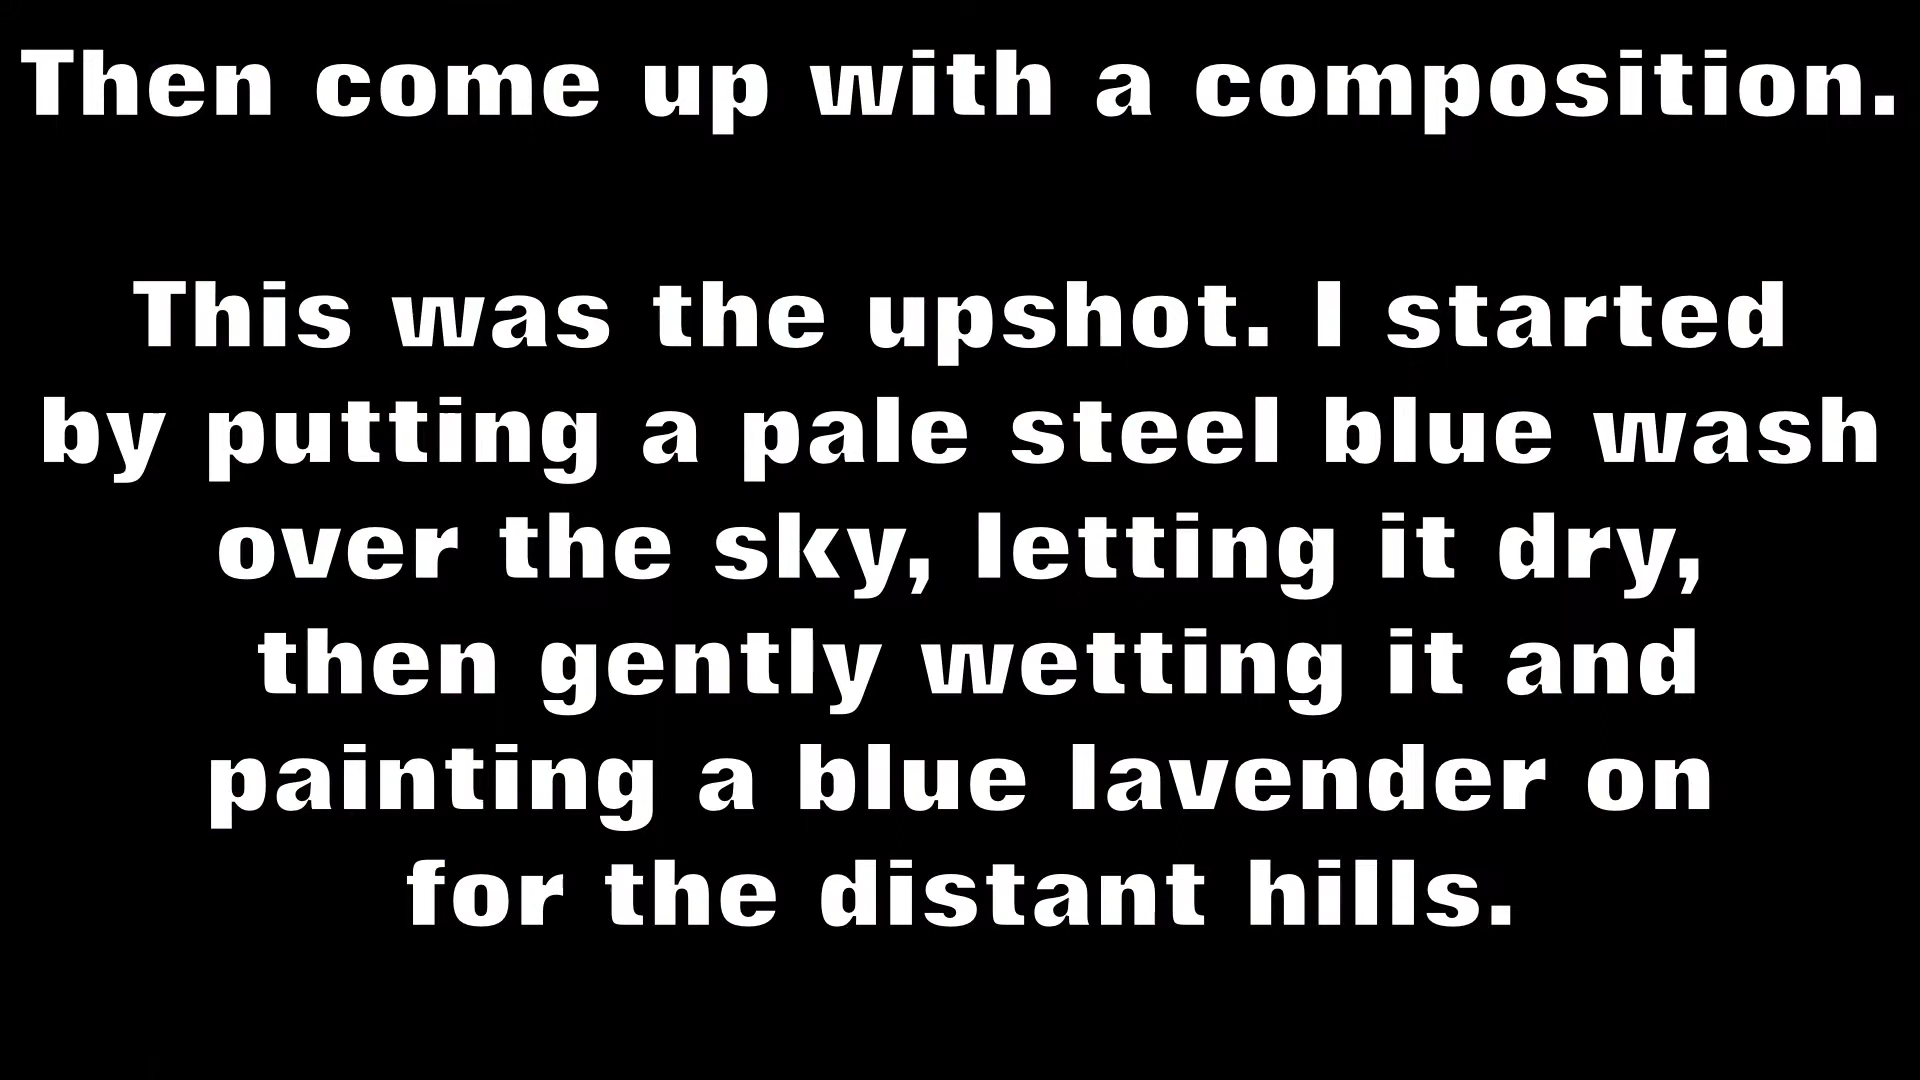 Then come up with a composition.
This was the upshot. I started
by putting a pale steel blue wash
over the sky, letting it dry,
then gently wetting it and
painting a blue lavender on
for the distant hills.